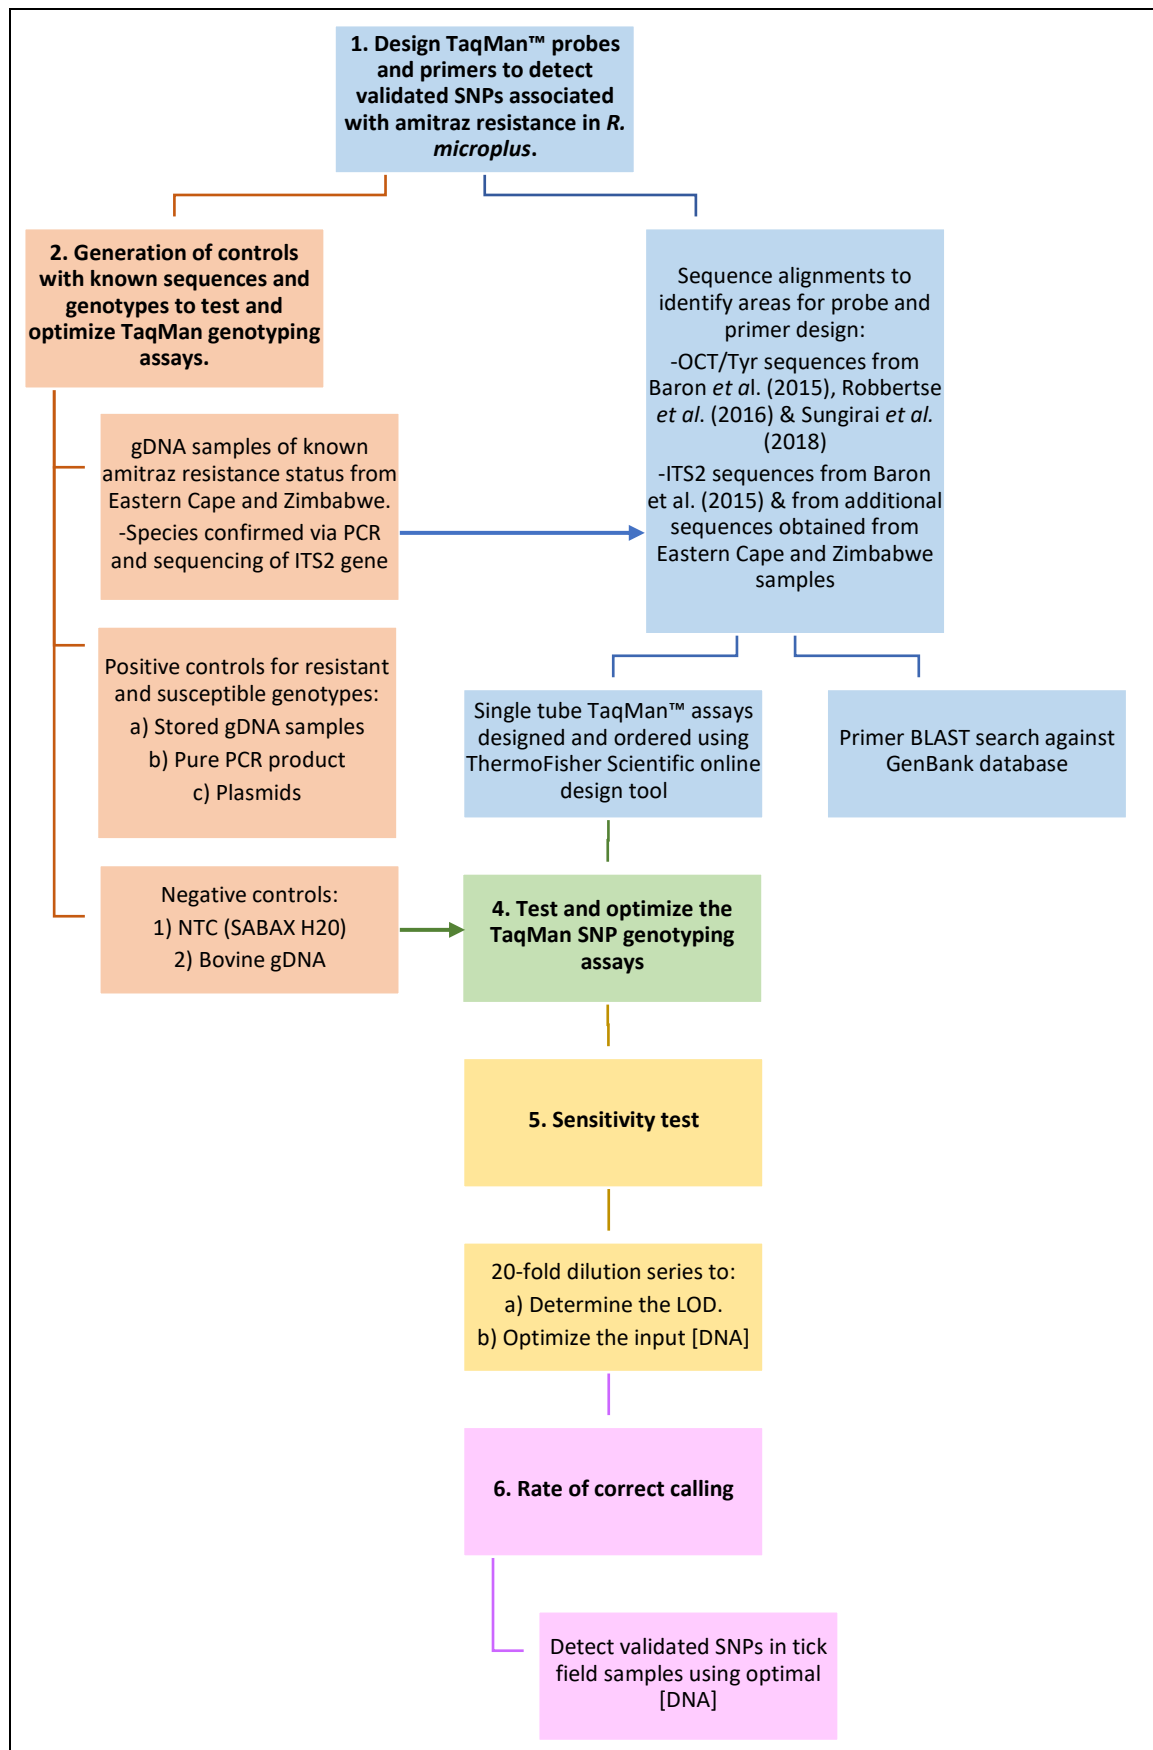 1. Design TaqMan™ probes
and primers to detect
validated SNPs associated
with amitraz resistance in R.
microplus.
2. Generation of controls
with known sequences and
genotypes to test and
optimize TaqMan genotyping
assays.
Sequence alignments to
identify areas for probe and
primer design:
-OCT/Tyr sequences from
Baron et al. (2015), Robbertse
et al. (2016) & Sungirai et al.
(2018)
-ITS2 sequences from Baron
et al. (2015) & from additional
sequences obtained from
Eastern Cape and Zimbabwe
samples
gDNA samples of known
amitraz resistance status from
Eastern Cape and Zimbabwe.
-Species confirmed via PCR
and sequencing of ITS2 gene
Positive controls for resistant
and susceptible genotypes:
a) Stored gDNA samples
b) Pure PCR product
c) Plasmids
Single tube TaqMan™ assays
designed and ordered using
ThermoFisher Scientific online
design tool
Primer BLAST search against
GenBank database
Negative controls:
1) NTC (SABAX H20)
2) Bovine gDNA
4. Test and optimize the
TaqMan SNP genotyping
assays
5. Sensitivity test
20-fold dilution series to:
a) Determine the LOD.
b) Optimize the input [DNA]
6. Rate of correct calling
Detect validated SNPs in tick
field samples using optimal
[DNA]